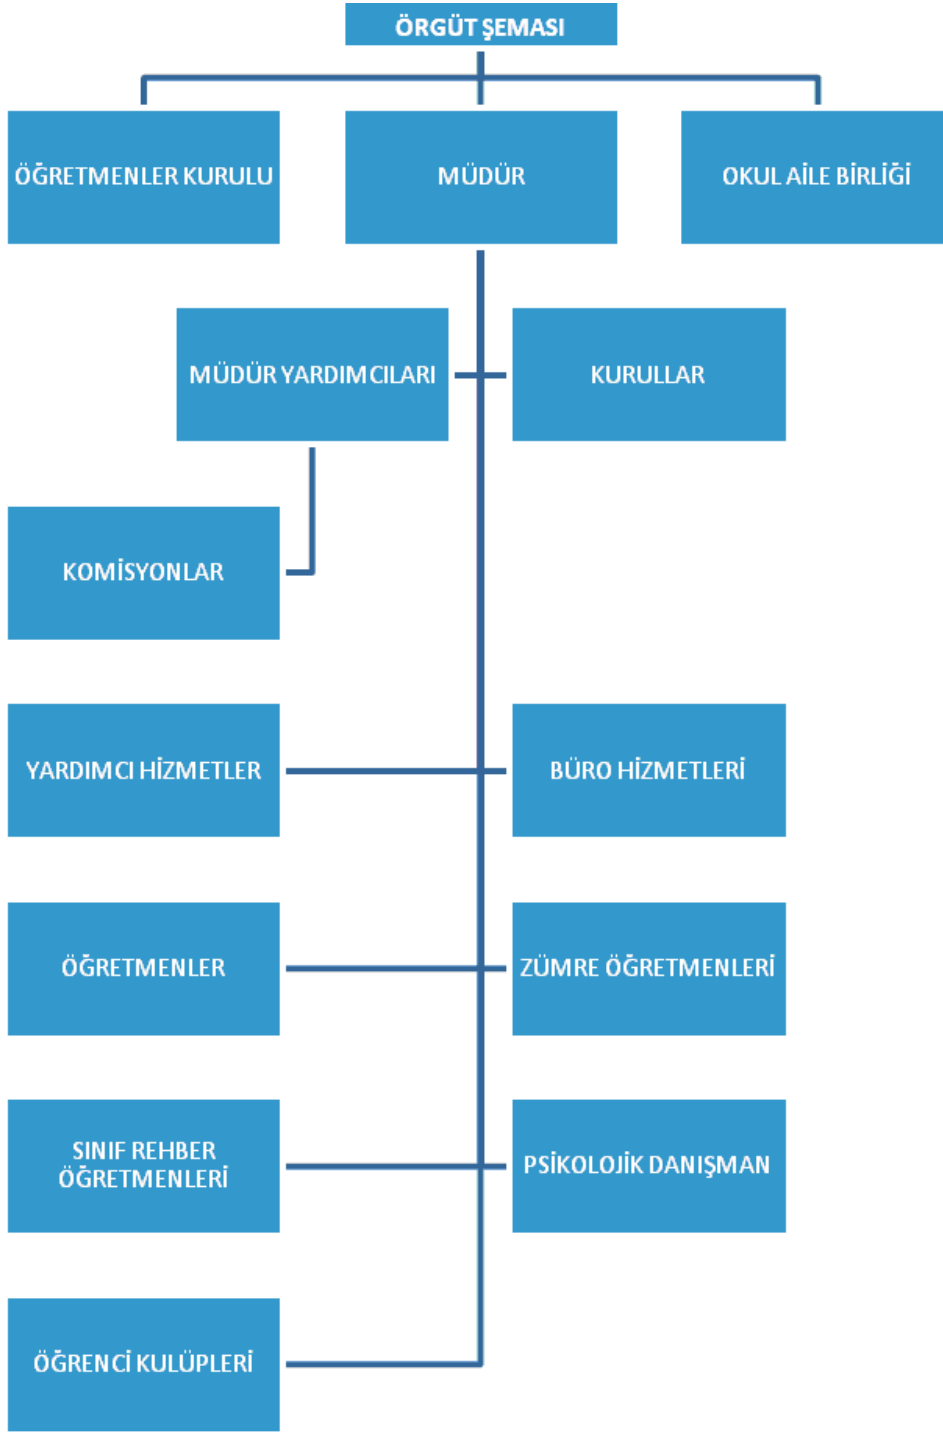 ÖRGÜT ŞEMASI
ÖĞRETMENLER KURULU
MÜDÜR
OKUL AİLE BİRLİĞİ
MÜDÜR YARDIMCILARI
KURULLAR
KOMİSYONLAR
YARDIMCI HİZMETLER
BÜRO HİZMETLERİ
ÖĞRETMENLER
ZÜMRE ÖĞRETMENLERİ
SINIF REHBER
ÖĞRETMENLERİ
PSİKOLOJİK DANIŞMAN
ÖĞRENCİ KULÜPLERİ